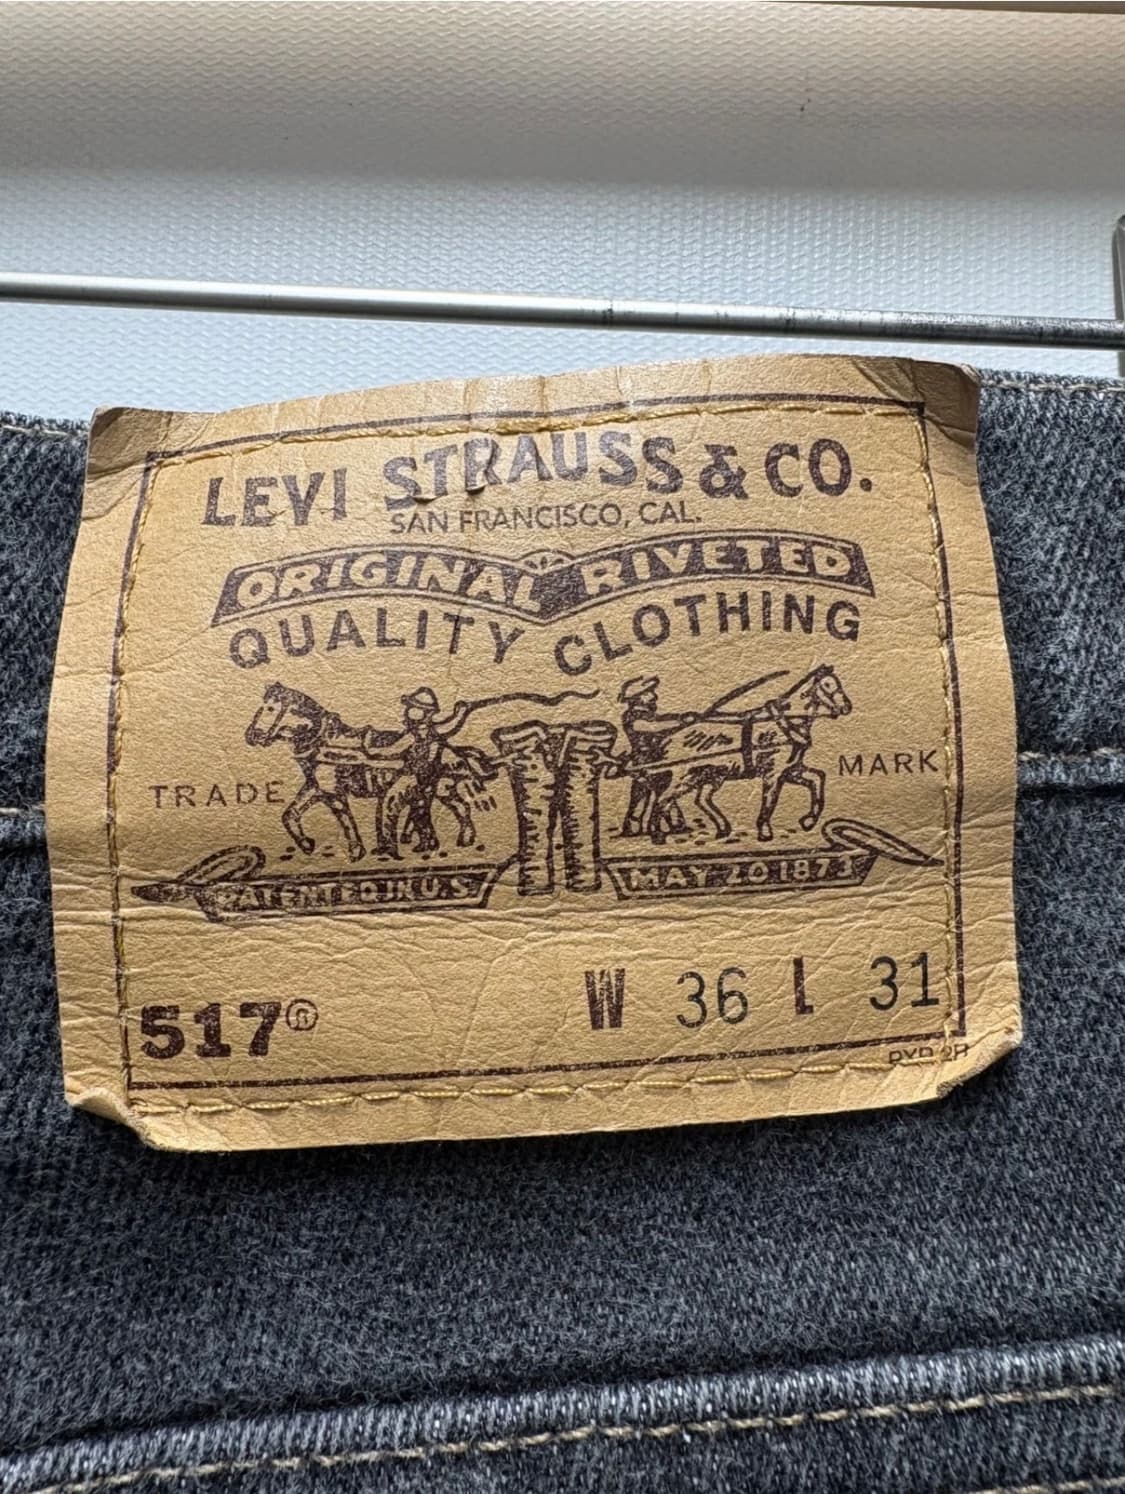 LEVI STRAUSS & CO.
SAN FRANCISCO, CAL.
ORIGINAL RIVETED
QUALITY CLOTHING
TRADE MARK
PATENTED IN U.S. MAY 20 1873
517® W 36 L 31